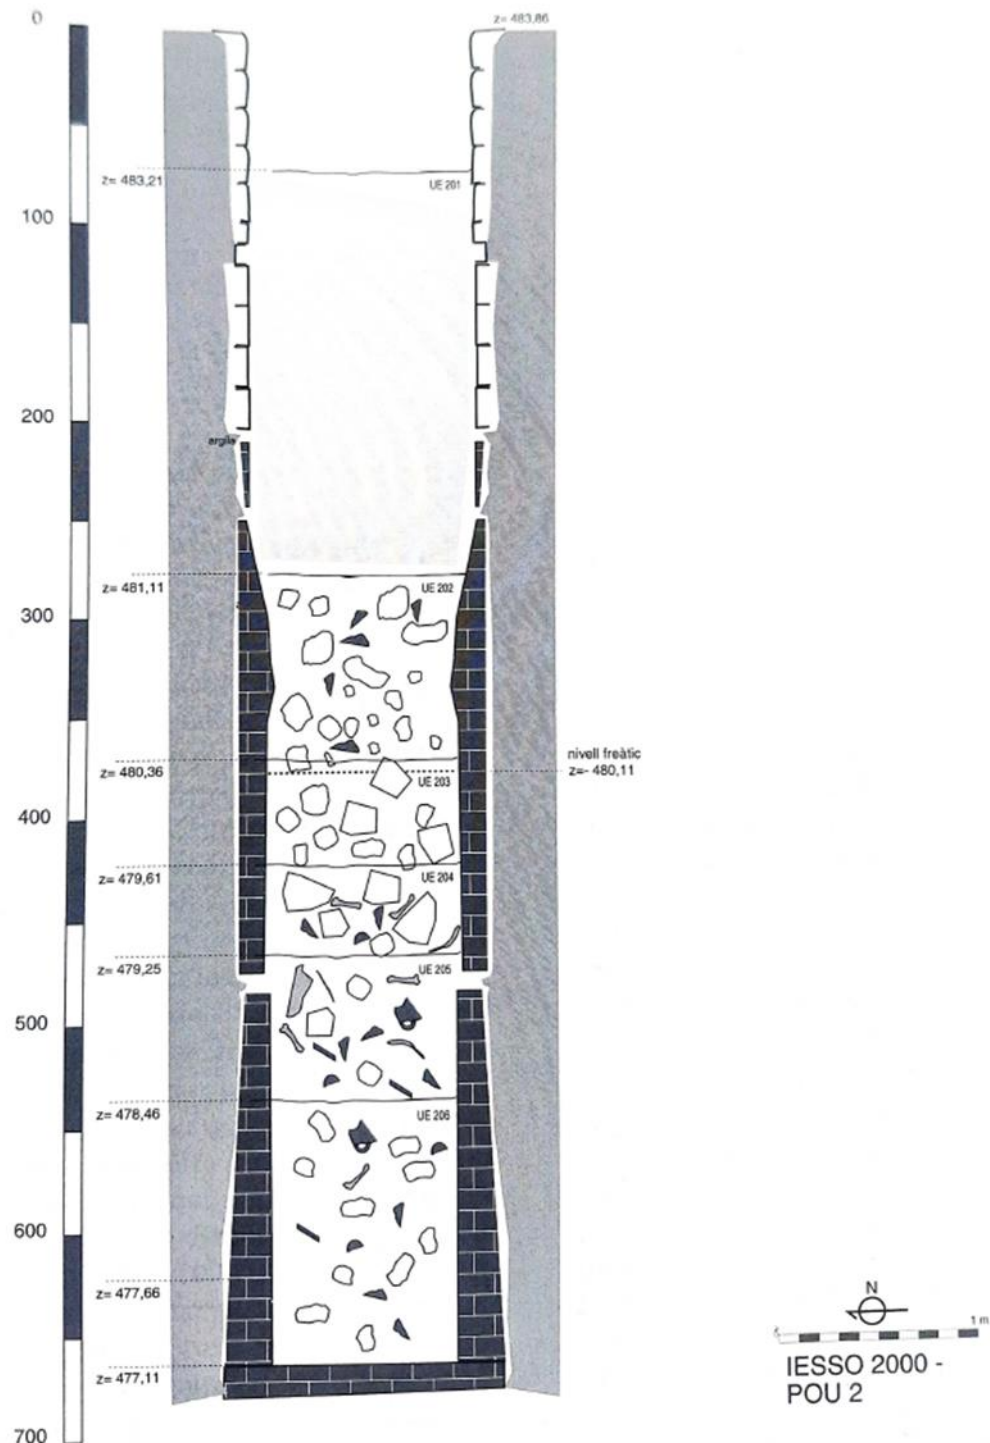 0
z= 483,86
z= 483,21
UE 201
100
200
argila
z= 481,11
UE 202
300
nivell freàtic
z=- 480,11
z= 480,36
UE 203
400
z= 479,61
UE 204
z= 479,25
UE 205
500
z= 478,46
UE 206
600
z= 477,66
N
1 m
z= 477,11
IESSO 2000 -
POU 2
700